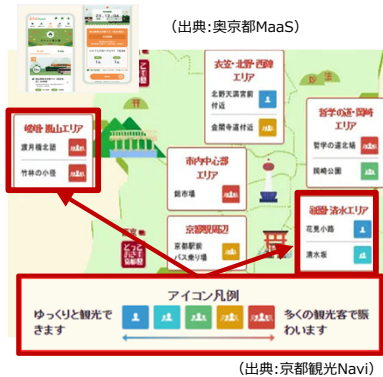 (出典:奥京都MaaS)
衣笠・北野・西陣
エリア
北野天満宮前
付近
金閣寺道付近
嵯峨・嵐山エリア
渡月橋北詰
竹林の小径
哲学の道・岡崎
エリア
哲学の道北端
岡崎公園
市内中心部
エリア
錦市場
祇園・清水エリア
花見小路
清水坂
京都駅周辺
京都駅前
バス乗り場
アイコン凡例
ゆっくりと観光で
きます
多くの観光客で賑
わいます
(出典:京都観光Navi)